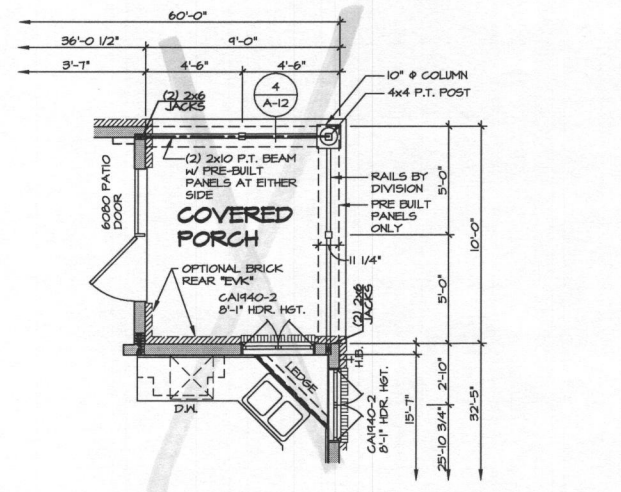 60'-0"
36'-0 1/2"
9'-0"
3'-7"
4'-6"
4'-6"
4
A-12
10" Φ COLUMN
4x4 P.T. POST
(2) 2x6
JACKS
(2) 2x10 P.T. BEAM
W/ PRE-BUILT
PANELS AT EITHER
SIDE
6080 PATIO
DOOR
COVERED
PORCH
RAILS BY
DIVISION
PRE BUILT
PANELS
ONLY
5'-0"
10'-0"
11 1/4"
OPTIONAL BRICK
REAR "EVK"
CA1940-2
8'-1" HDR. HGT.
(2) 2x6
JACKS
5'-0"
H.B.
LEDGE
D.W.
CA1940-2
8'-1" HDR. HGT.
15'-7"
2'-10"
25'-10 3/4"
32'-5"